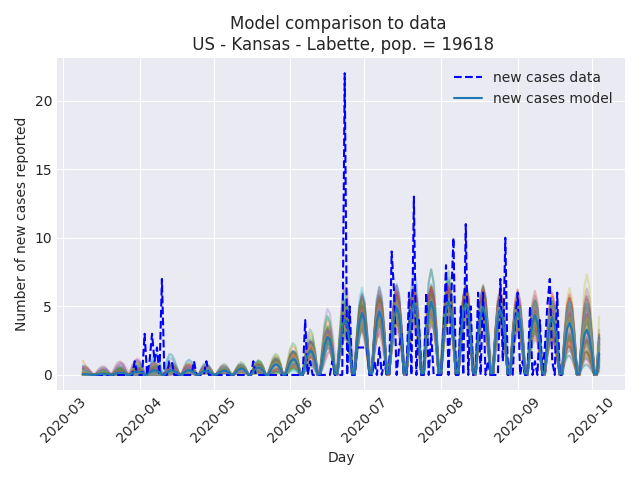 Model comparison to data
US - Kansas - Labette, pop. = 19618
new cases data
new cases model
Number of new cases reported
20
15
10
5
0
2020-03
2020-04
2020-05
2020-06
2020-07
2020-08
2020-09
2020-10
Day